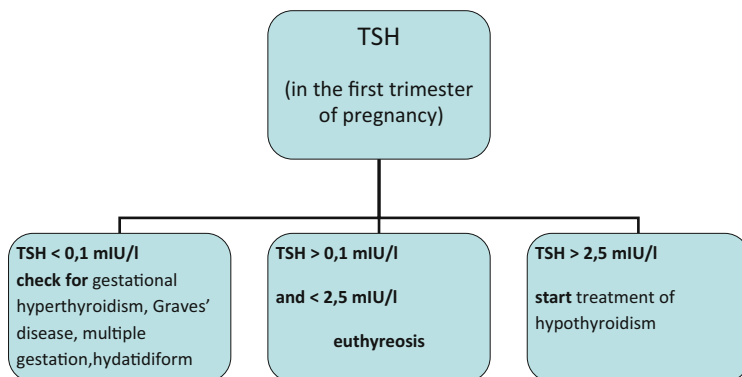 TSH
(in the first trimester
of pregnancy)
TSH < 0,1 mIU/l
check for gestational
hyperthyroidism, Graves’
disease, multiple
gestation,hydatidiform
TSH > 0,1 mIU/l
and < 2,5 mIU/l
euthyreosis
TSH > 2,5 mIU/l
start treatment of
hypothyroidism